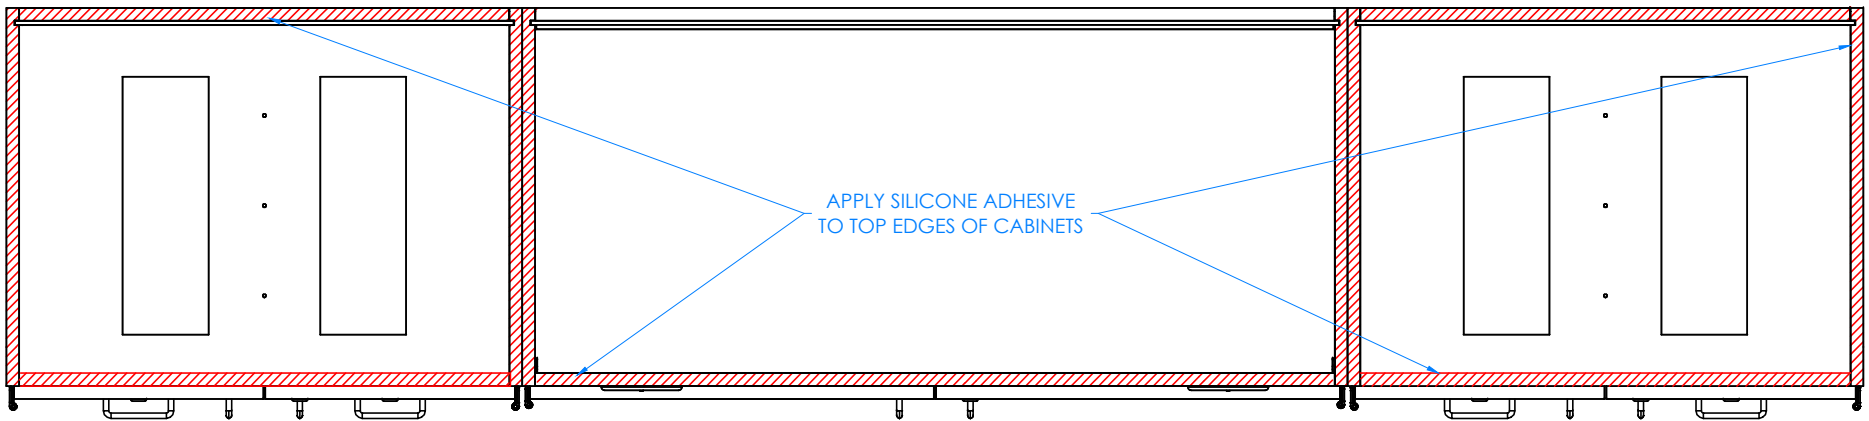 APPLY SILICONE ADHESIVE
TO TOP EDGES OF CABINETS